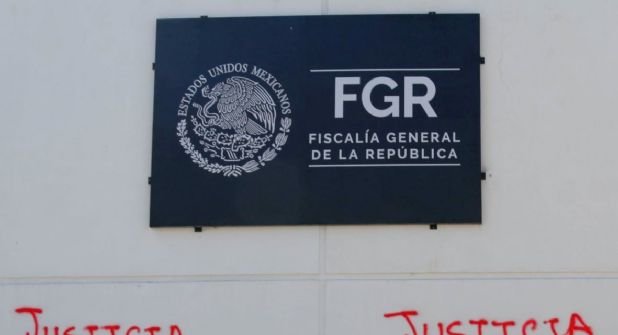 ESTADOS UNIDOS MEXICANOS
FGR
FISCALÍA GENERAL
DE LA REPÚBLICA
JUSTICIA JUSTICIA